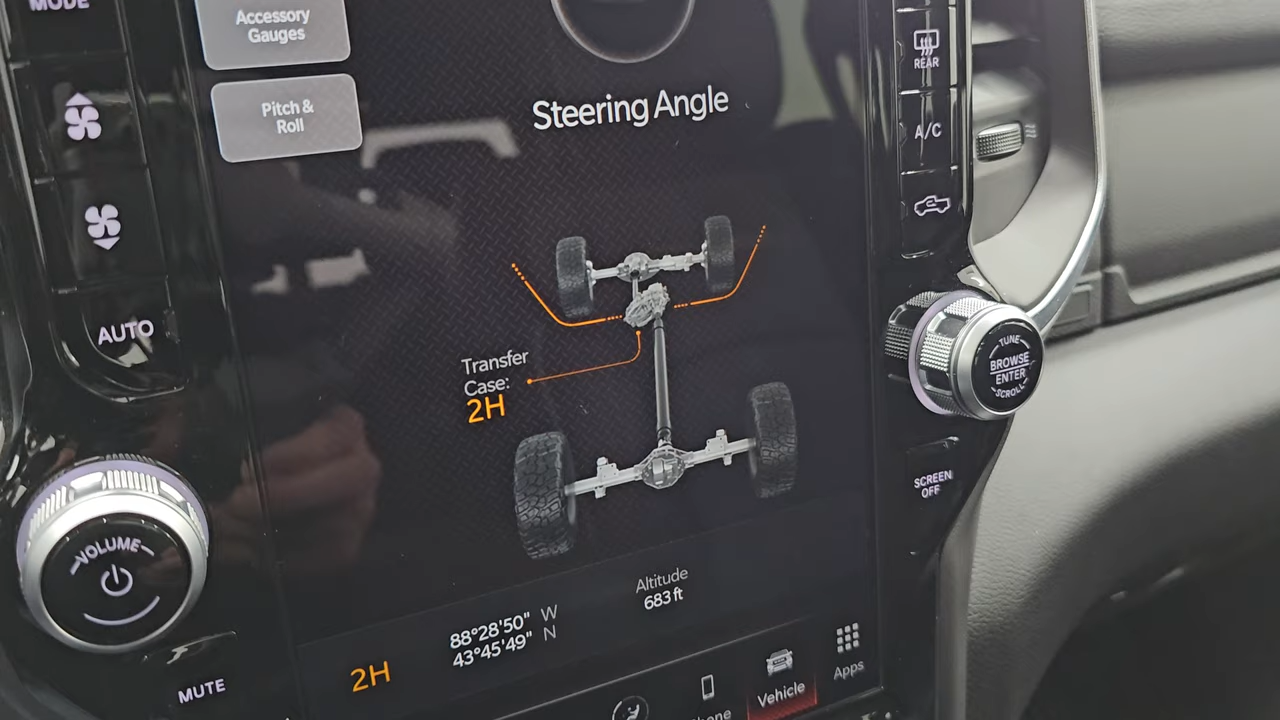 MODE
Accessory
Gauges
Pitch &
Roll
Steering Angle
REAR
A/C
AUTO
Transfer
Case:
2H
TUNE
BROWSE
ENTER
SCROLL
SCREEN
OFF
VOLUME
MUTE
2H
88°28'50" W
43°45'49" N
Altitude
683 ft
Vehicle
Apps